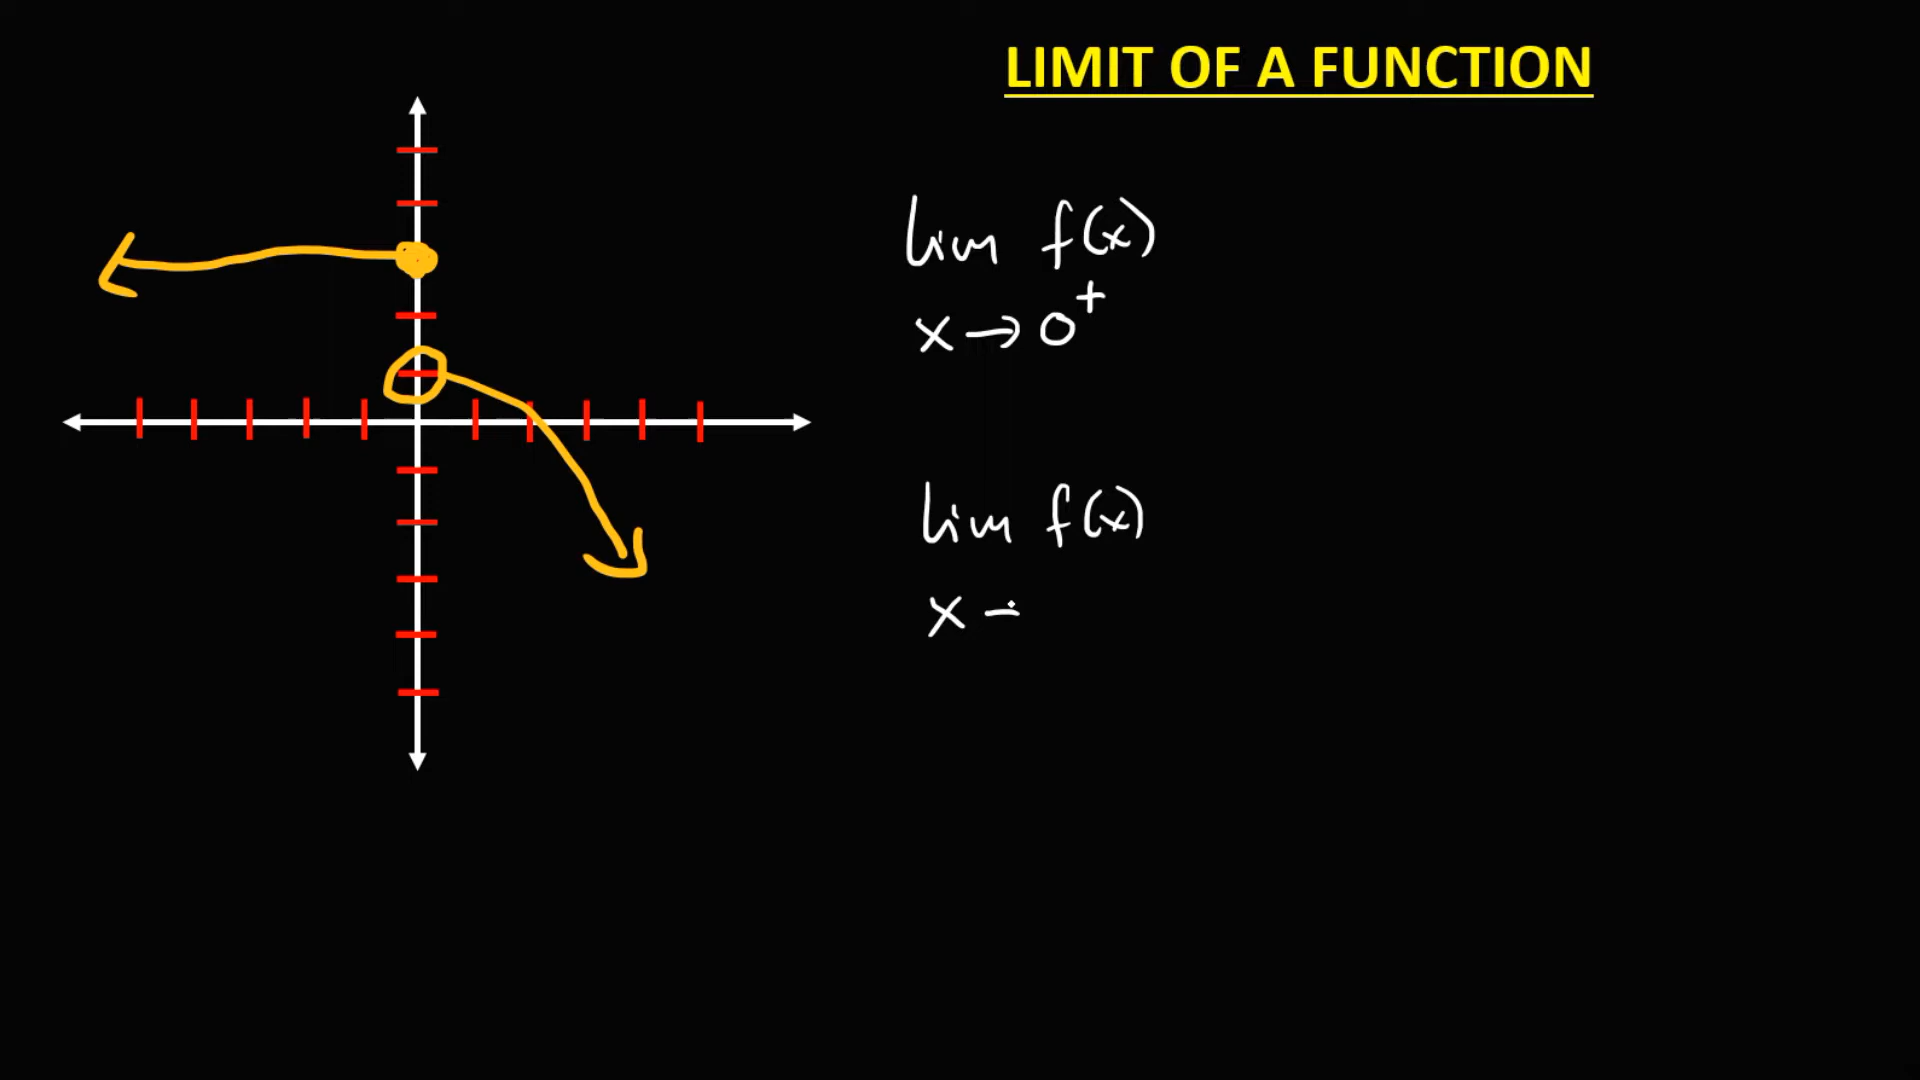 LIMIT OF A FUNCTION
lim f(x)
x → 0⁺
lim f(x)
x -